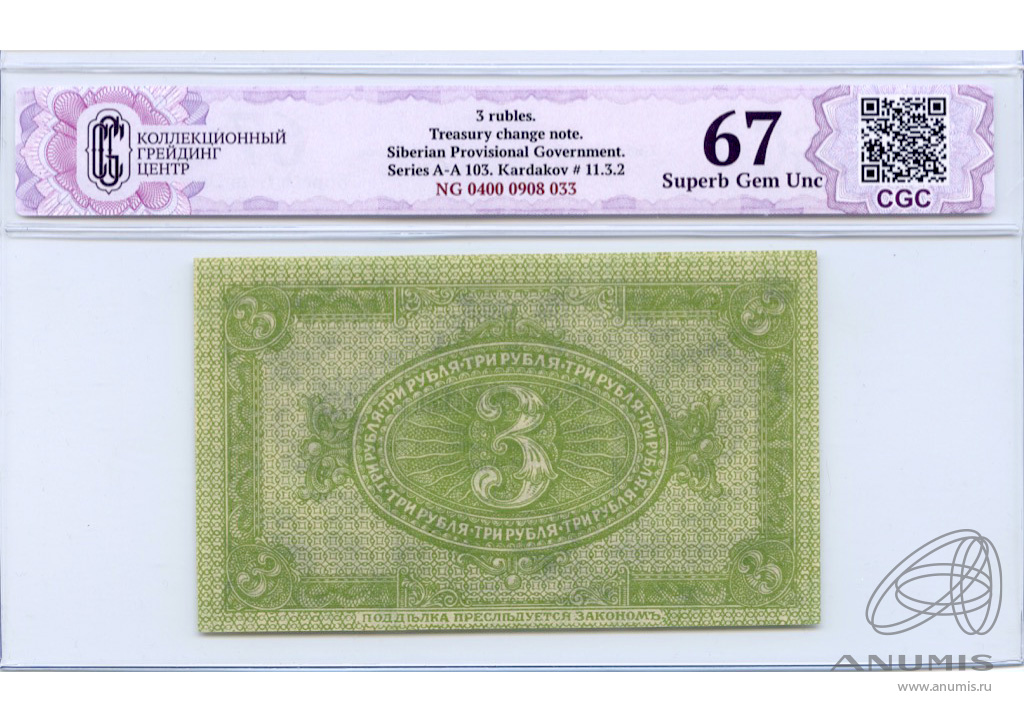 КОЛЛЕКЦИОННЫЙ
ГРЕЙДИНГ
ЦЕНТР
3 rubles.
Treasury change note.
Siberian Provisional Government.
Series A-A 103. Kardakov # 11.3.2
NG 0400 0908 033
67
Superb Gem Unc
CGC
3
3
ТРИ РУБЛЯ·ТРИ РУБЛЯ·ТРИ РУБЛЯ·ТРИ РУБЛЯ·ТРИ РУБЛЯ·ТРИ РУБЛЯ·ТРИ РУБЛЯ·ТРИ РУБЛЯ·
3
3
3
ПОДДѢЛКА ПРЕСЛѢДУЕТСЯ ЗАКОНОМЪ.
ANUMIS
www.anumis.ru